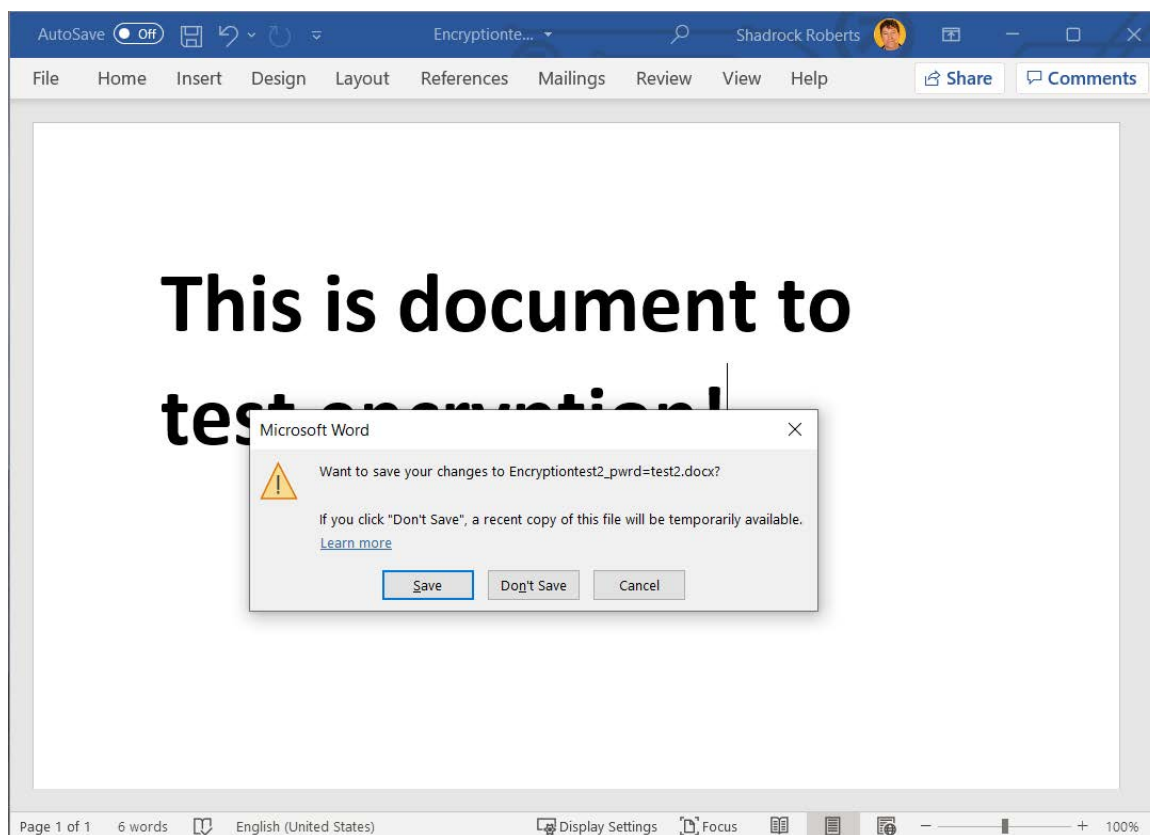 AutoSave Off Encryptionte... Shadrock Roberts
File Home Insert Design Layout References Mailings Review View Help Share Comments
This is document to
test encryption!
Microsoft Word
Want to save your changes to Encryptiontest2_pwrd=test2.docx?
If you click "Don't Save", a recent copy of this file will be temporarily available.
Learn more
Save Don't Save Cancel
Page 1 of 1 6 words English (United States) Display Settings Focus 100%